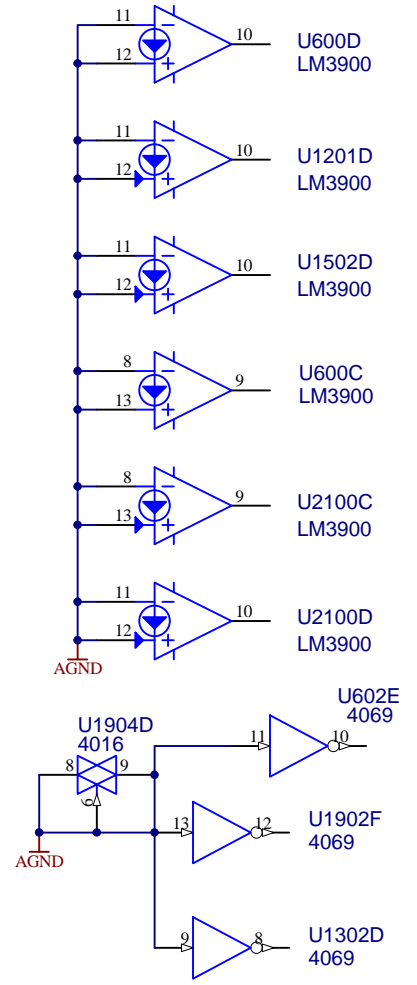 11
12
10
U600D
LM3900
11
12
10
U1201D
LM3900
11
12
10
U1502D
LM3900
8
13
9
U600C
LM3900
8
13
9
U2100C
LM3900
11
12
10
U2100D
LM3900
AGND
U602E
4069
11
10
U1904D
4016
8
9
6
13
12
U1902F
4069
AGND
9
8
U1302D
4069